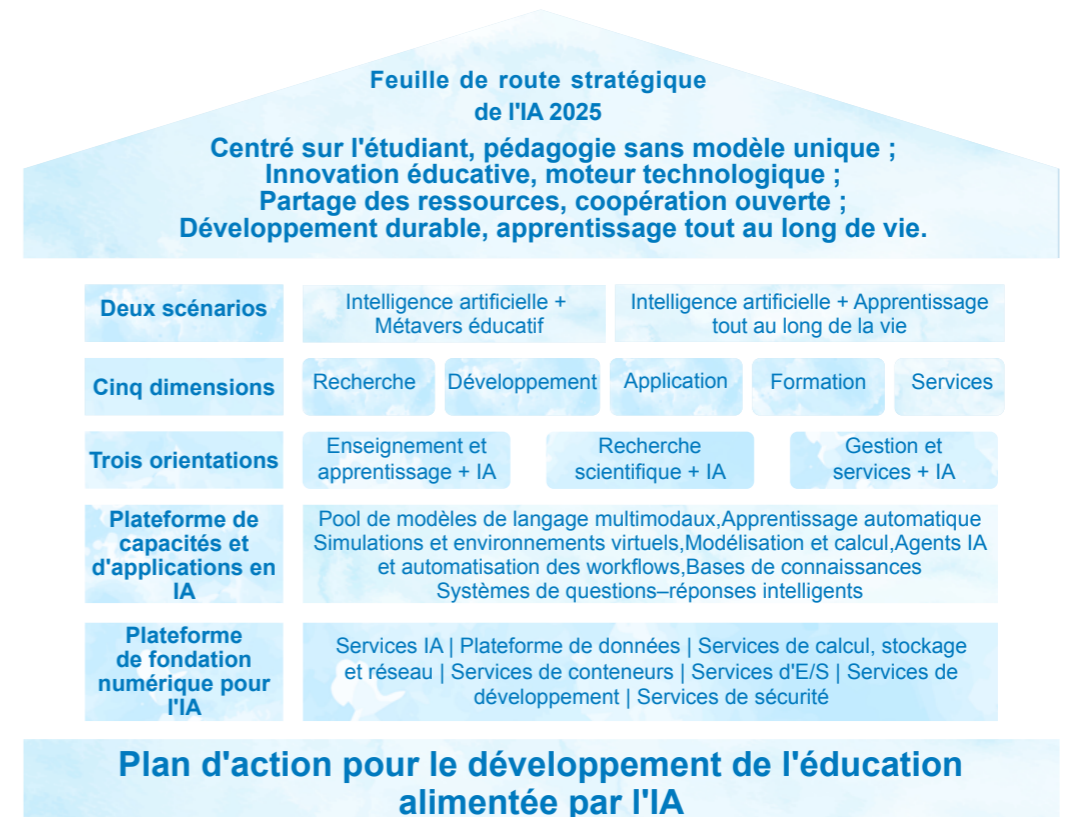 Feuille de route stratégique
de l'IA 2025
Centré sur l'étudiant, pédagogie sans modèle unique ;
Innovation éducative, moteur technologique ;
Partage des ressources, coopération ouverte ;
Développement durable, apprentissage tout au long de vie.
Deux scénarios
Intelligence artificielle +
Métavers éducatif
Intelligence artificielle + Apprentissage
tout au long de la vie
Cinq dimensions
Recherche
Développement
Application
Formation
Services
Trois orientations
Enseignement et
apprentissage + IA
Recherche
scientifique + IA
Gestion et
services + IA
Plateforme de
capacités et
d'applications en
IA
Pool de modèles de langage multimodaux,Apprentissage automatique
Simulations et environnements virtuels,Modélisation et calcul,Agents IA
et automatisation des workflows,Bases de connaissances
Systèmes de questions–réponses intelligents
Plateforme
de fondation
numérique pour
l'IA
Services IA | Plateforme de données | Services de calcul, stockage
et réseau | Services de conteneurs | Services d'E/S | Services de
développement | Services de sécurité
Plan d'action pour le développement de l'éducation
alimentée par l'IA